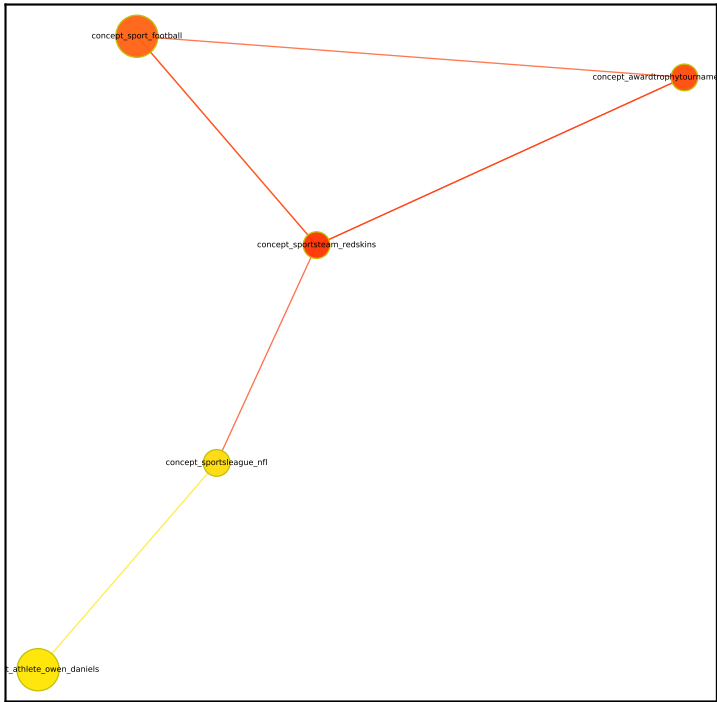 concept_sport_football
concept_awardtrophytourname
concept_sportsteam_redskins
concept_sportsleague_nfl
t_athlete_owen_daniels